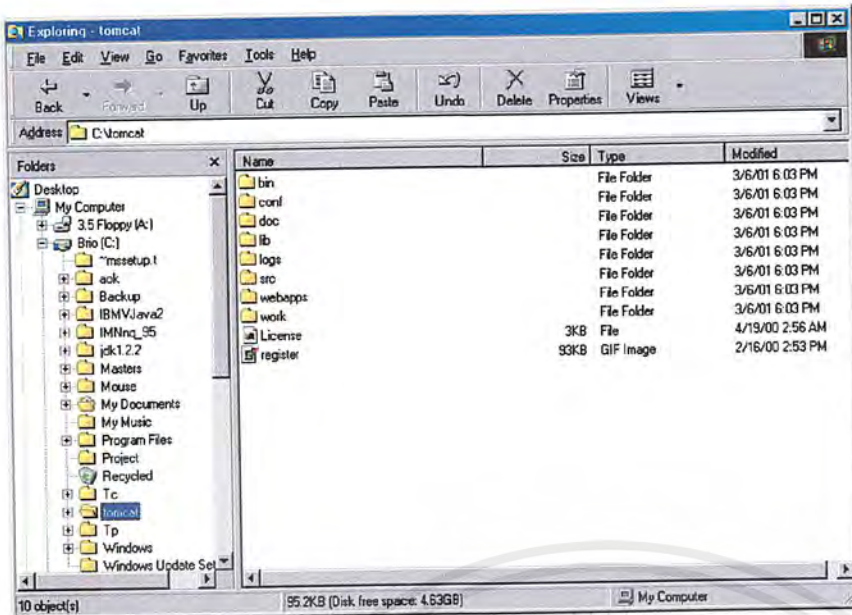 Exploring - tomcat
File Edit View Go Favorites Tools Help
Back Forward Up Cut Copy Paste Undo Delete Properties Views
Address C:\tomcat
Folders
Desktop
My Computer
3.5 Floppy (A:)
Brio (C:)
~mssetup.t
aok
Backup
IBMVJava2
IMNnq_95
jdk1.2.2
Masters
Mouse
My Documents
My Music
Program Files
Project
Recycled
Tc
tomcat
Tp
Windows
Windows Update Set
Name Size Type Modified
bin File Folder 3/6/01 6:03 PM
conf File Folder 3/6/01 6:03 PM
doc File Folder 3/6/01 6:03 PM
lib File Folder 3/6/01 6:03 PM
logs File Folder 3/6/01 6:03 PM
src File Folder 3/6/01 6:03 PM
webapps File Folder 3/6/01 6:03 PM
work File Folder 3/6/01 6:03 PM
License 3KB File 4/19/00 2:56 AM
register 93KB GIF Image 2/16/00 2:53 PM
10 object(s) 95.2KB (Disk free space: 4.63GB) My Computer